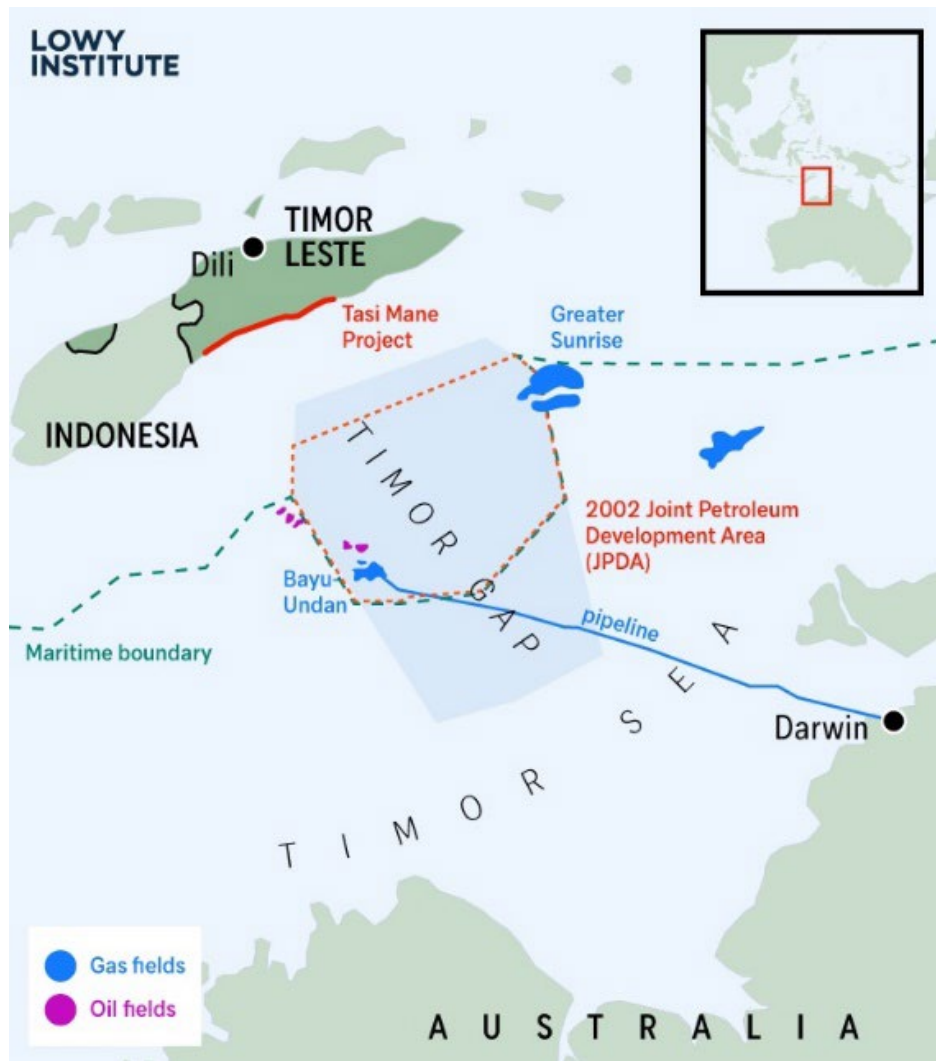 LOWY
INSTITUTE
TIMOR
LESTE
Dili
Tasi Mane
Project
Greater
Sunrise
INDONESIA
TIMOR GAP
2002 Joint Petroleum
Development Area
(JPDA)
Bayu-
Undan
pipeline
Maritime boundary
Darwin
TIMOR SEA
Gas fields
Oil fields
AUSTRALIA